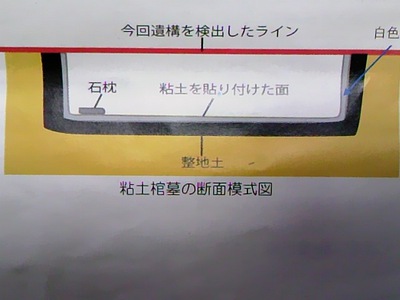 今回遺構を検出したライン
白色
石枕
粘土を貼り付けた面
整地土
粘土棺墓の断面模式図